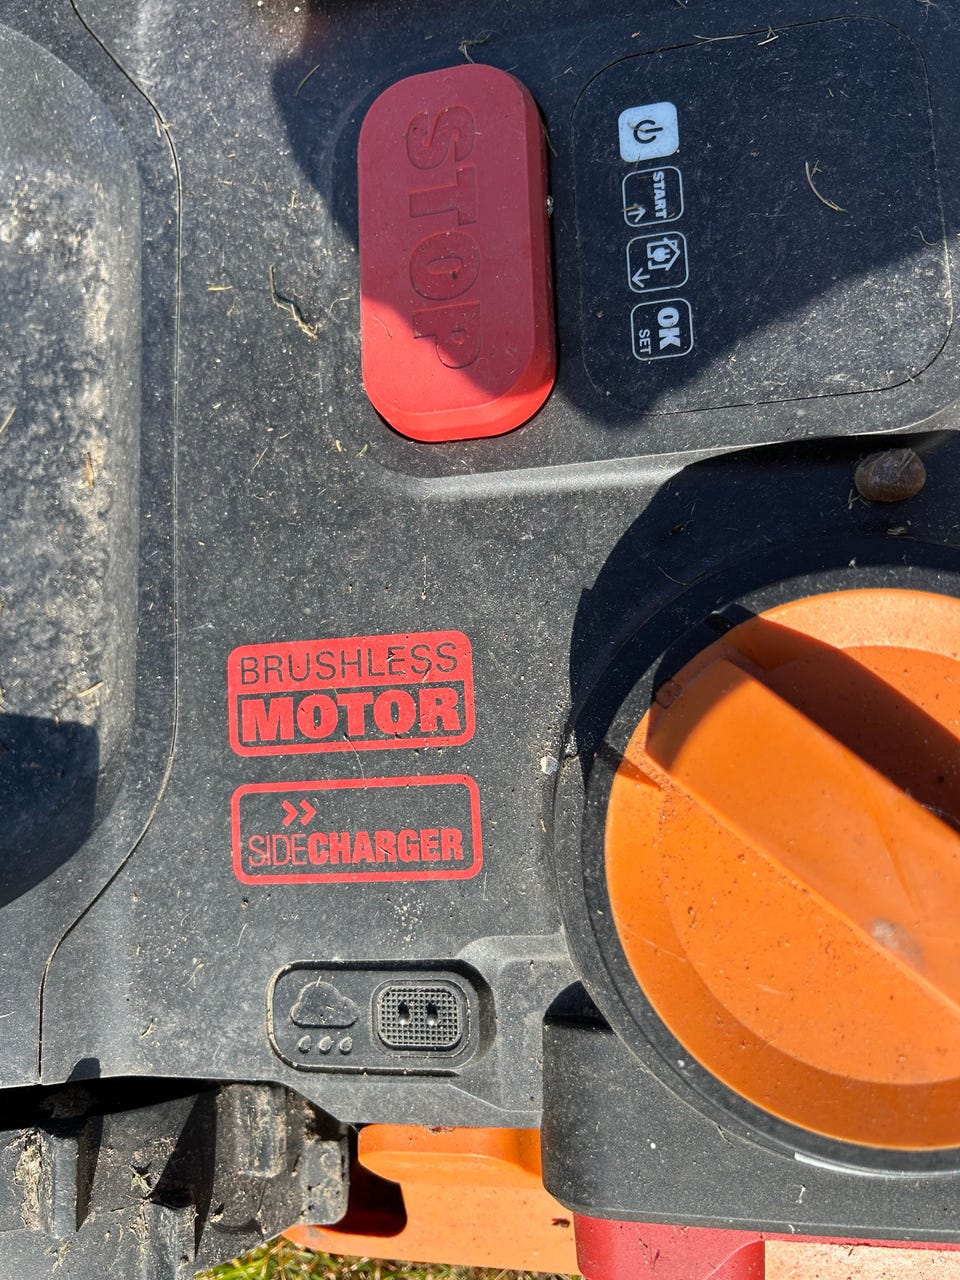 STOP
START
OK
SET
BRUSHLESS
MOTOR
SIDECHARGER